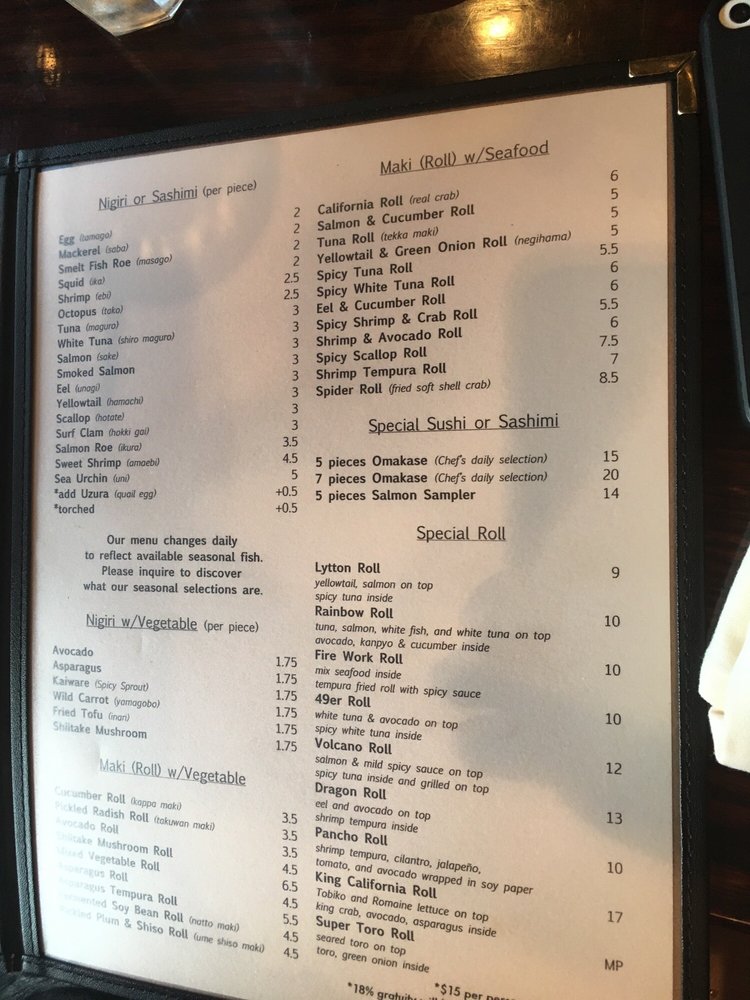 Nigiri or Sashimi (per piece)
Egg (tamago) 2
Mackerel (saba) 2
Smelt Fish Roe (masago) 2
Squid (ika) 2
Shrimp (ebi) 2.5
Octopus (tako) 2.5
Tuna (maguro) 3
White Tuna (shiro maguro) 3
Salmon (sake) 3
Smoked Salmon 3
Eel (unagi) 3
Yellowtail (hamachi) 3
Scallop (hotate) 3
Surf Clam (hokki gai) 3
Salmon Roe (ikura) 3.5
Sweet Shrimp (amaebi) 4.5
Sea Urchin (uni) 5
*add Uzura (quail egg) +0.5
*torched +0.5
Our menu changes daily
to reflect available seasonal fish.
Please inquire to discover
what our seasonal selections are.
Nigiri w/Vegetable (per piece)
Avocado 1.75
Asparagus 1.75
Kaiware (Spicy Sprout) 1.75
Wild Carrot (yamagobo) 1.75
Fried Tofu (inari) 1.75
Shiitake Mushroom 1.75
Maki (Roll) w/Vegetable
Cucumber Roll (kappa maki) 3.5
Pickled Radish Roll (takuwan maki) 3.5
Avocado Roll 3.5
Shiitake Mushroom Roll 4.5
Mixed Vegetable Roll 6.5
Asparagus Roll 4.5
Asparagus Tempura Roll 5.5
Fermented Soy Bean Roll (natto maki) 4.5
Pickled Plum & Shiso Roll (ume shiso maki) 4.5
Maki (Roll) w/Seafood
California Roll (real crab) 6
Salmon & Cucumber Roll 5
Tuna Roll (tekka maki) 5
Yellowtail & Green Onion Roll (negihama) 5
Spicy Tuna Roll 5.5
Spicy White Tuna Roll 6
Eel & Cucumber Roll 6
Spicy Shrimp & Crab Roll 5.5
Shrimp & Avocado Roll 6
Spicy Scallop Roll 7.5
Shrimp Tempura Roll 7
Spider Roll (fried soft shell crab) 8.5
Special Sushi or Sashimi
5 pieces Omakase (Chef's daily selection) 15
7 pieces Omakase (Chef's daily selection) 20
5 pieces Salmon Sampler 14
Special Roll
Lytton Roll 9
yellowtail, salmon on top
spicy tuna inside
Rainbow Roll 10
tuna, salmon, white fish, and white tuna on top
avocado, kanpyo & cucumber inside
Fire Work Roll 10
mix seafood inside
tempura fried roll with spicy sauce
49er Roll 10
white tuna & avocado on top
spicy white tuna inside
Volcano Roll 12
salmon & mild spicy sauce on top
spicy tuna inside and grilled on top
Dragon Roll 13
eel and avocado on top
shrimp tempura inside
Pancho Roll 10
shrimp tempura, cilantro, jalapeño,
tomato, and avocado wrapped in soy paper
King California Roll 17
Tobiko and Romaine lettuce on top
king crab, avocado, asparagus inside
Super Toro Roll MP
seared toro on top
toro, green onion inside
*$15 per
*18%